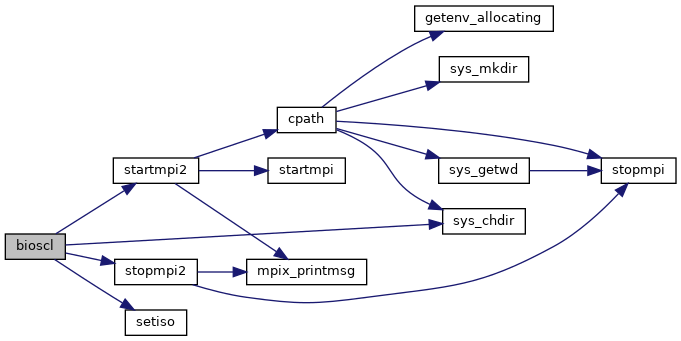 getenv_allocating
sys_mkdir
cpath
startmpi2
startmpi
sys_getwd
stopmpi
sys_chdir
bioscl
stopmpi2
mpix_printmsg
setiso